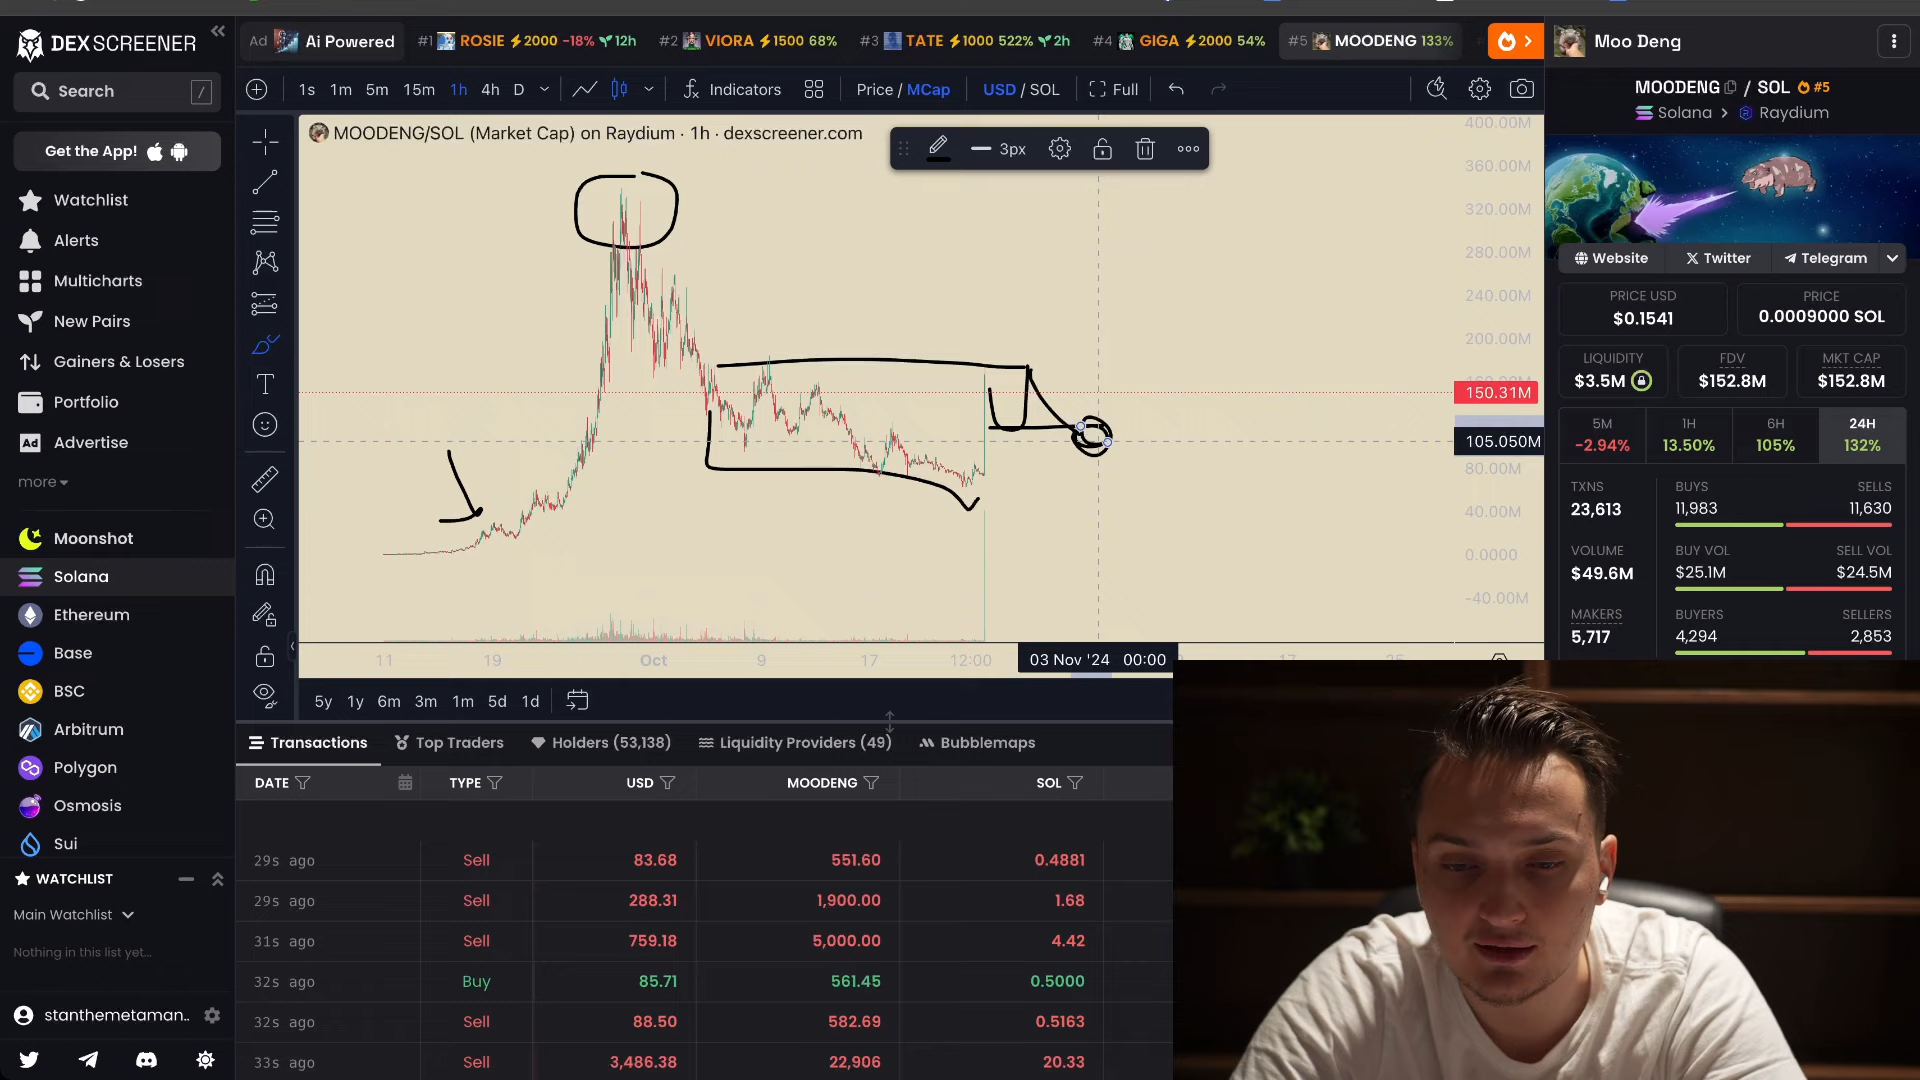 DEX SCREENER
Ad Ai Powered #1 ROSIE 2000 -18% 12h #2 VIORA 1500 68% #3 TATE 1000 522% 2h #4 GIGA 2000 54% #5 MOODENG 133%
Moo Deng
Search /
1s 1m 5m 15m 1h 4h D Indicators Price / MCap USD / SOL Full
MOODENG / SOL #5
Solana > Raydium
Get the App!
MOODENG/SOL (Market Cap) on Raydium · 1h · dexscreener.com
3px
400.00M
360.00M
320.00M
280.00M
240.00M
200.00M
150.31M
105.050M
80.00M
40.00M
0.0000
-40.00M
11 19 Oct 9 17 12:00 03 Nov '24 00:00
Watchlist
Alerts
Multicharts
New Pairs
Gainers & Losers
Portfolio
Ad Advertise
more
Moonshot
Solana
Ethereum
Base
BSC
Arbitrum
Polygon
Osmosis
Sui
WATCHLIST
Main Watchlist
Nothing in this list yet...
stanthemetaman..
Website Twitter Telegram
PRICE USD PRICE
$0.1541 0.0009000 SOL
LIQUIDITY FDV MKT CAP
$3.5M $152.8M $152.8M
5M 1H 6H 24H
-2.94% 13.50% 105% 132%
TXNS BUYS SELLS
23,613 11,983 11,630
VOLUME BUY VOL SELL VOL
$49.6M $25.1M $24.5M
MAKERS BUYERS SELLERS
5,717 4,294 2,853
5y 1y 6m 3m 1m 5d 1d
Transactions Top Traders Holders (53,138) Liquidity Providers (49) Bubblemaps
DATE TYPE USD MOODENG SOL
29s ago Sell 83.68 551.60 0.4881
29s ago Sell 288.31 1,900.00 1.68
31s ago Sell 759.18 5,000.00 4.42
32s ago Buy 85.71 561.45 0.5000
32s ago Sell 88.50 582.69 0.5163
33s ago Sell 3,486.38 22,906 20.33